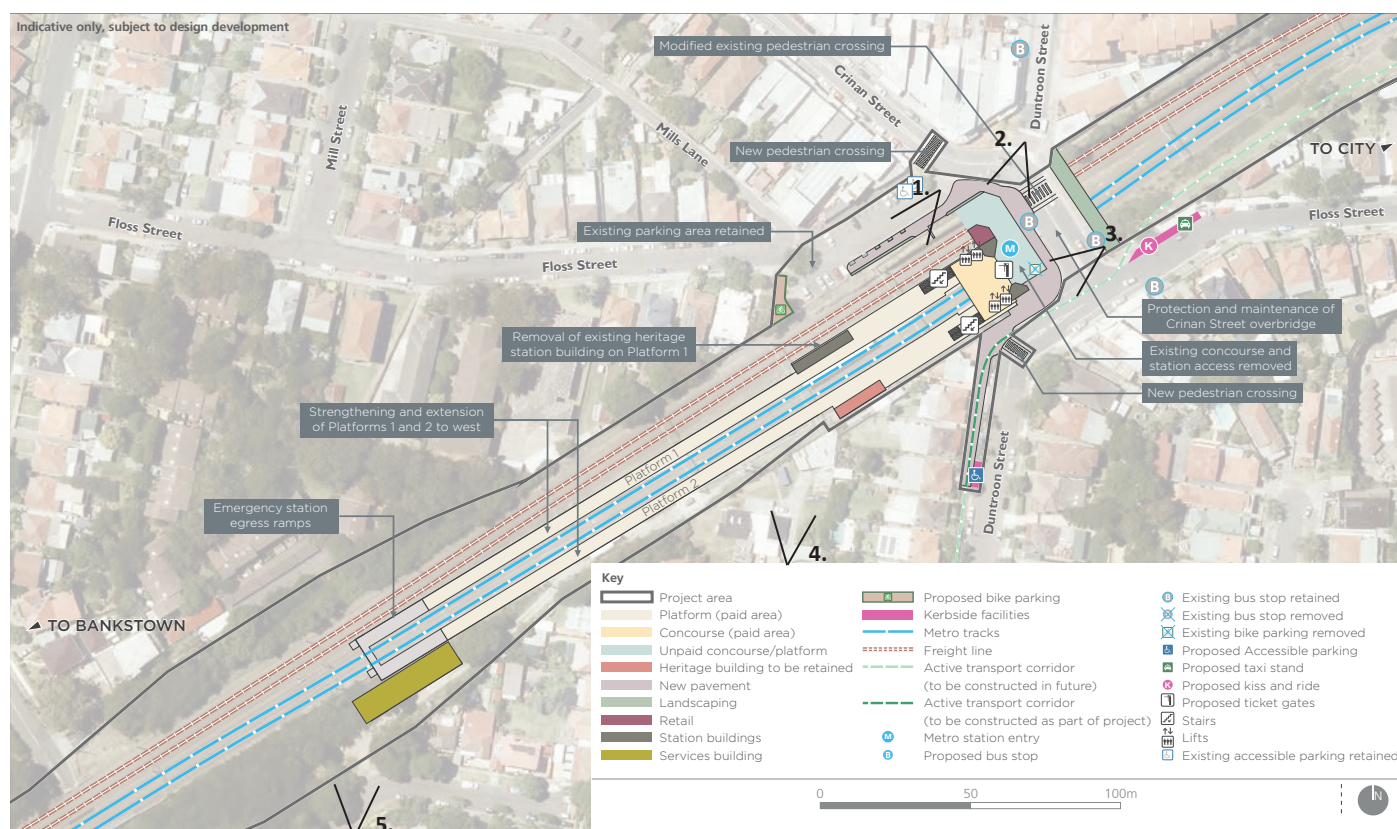 Indicative only, subject to design development
Modified existing pedestrian crossing
B
Duntroon Street
Crinan Street
Mill Street
Mills Lane
New pedestrian crossing
2.
TO CITY
1.
Floss Street
Existing parking area retained
B
M
B
3.
K
Floss Street
Floss Street
B
Protection and maintenance of
Crinan Street overbridge
Removal of existing heritage
station building on Platform 1
Existing concourse and
station access removed
New pedestrian crossing
Strengthening and extension
of Platforms 1 and 2 to west
Platform 1
Platform 2
Duntroon Street
Emergency station
egress ramps
4.
TO BANKSTOWN
5.
Key
Project area
Platform (paid area)
Concourse (paid area)
Unpaid concourse/platform
Heritage building to be retained
New pavement
Landscaping
Retail
Station buildings
Services building
Proposed bike parking
Kerbside facilities
Metro tracks
Freight line
Active transport corridor
(to be constructed in future)
Active transport corridor
(to be constructed as part of project)
M Metro station entry
B Proposed bus stop
B Existing bus stop retained
B Existing bus stop removed
Existing bike parking removed
Proposed Accessible parking
Proposed taxi stand
K Proposed kiss and ride
Proposed ticket gates
Stairs
Lifts
Existing accessible parking retained
0 50 100m
N